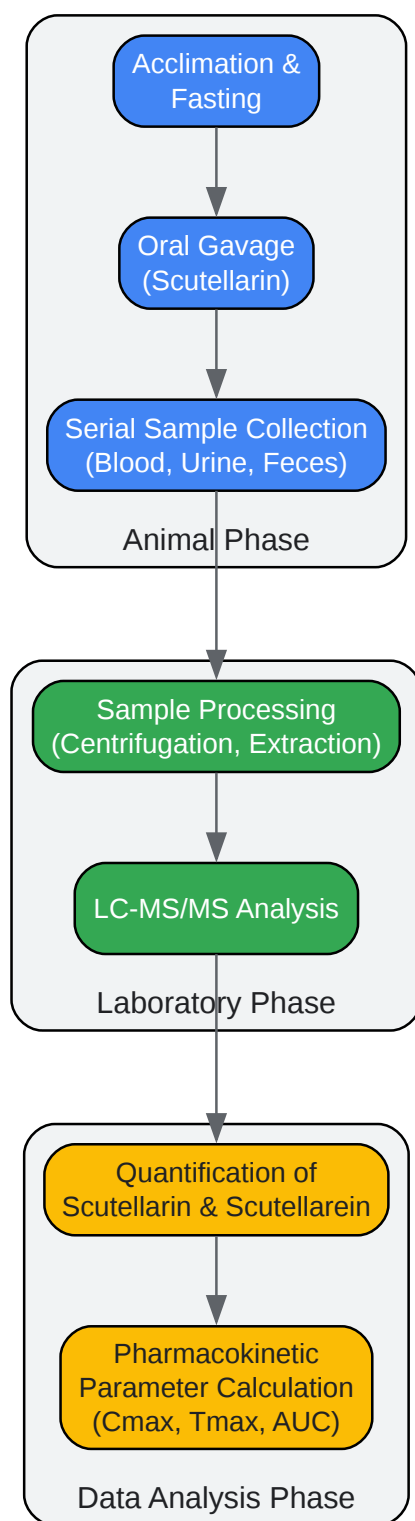 Acclimation &
Fasting
Oral Gavage
(Scutellarin)
Serial Sample Collection
(Blood, Urine, Feces)
Animal Phase
Sample Processing
(Centrifugation, Extraction)
LC-MS/MS Analysis
Laboratory Phase
Quantification of
Scutellarin & Scutellarein
Pharmacokinetic
Parameter Calculation
(Cmax, Tmax, AUC)
Data Analysis Phase